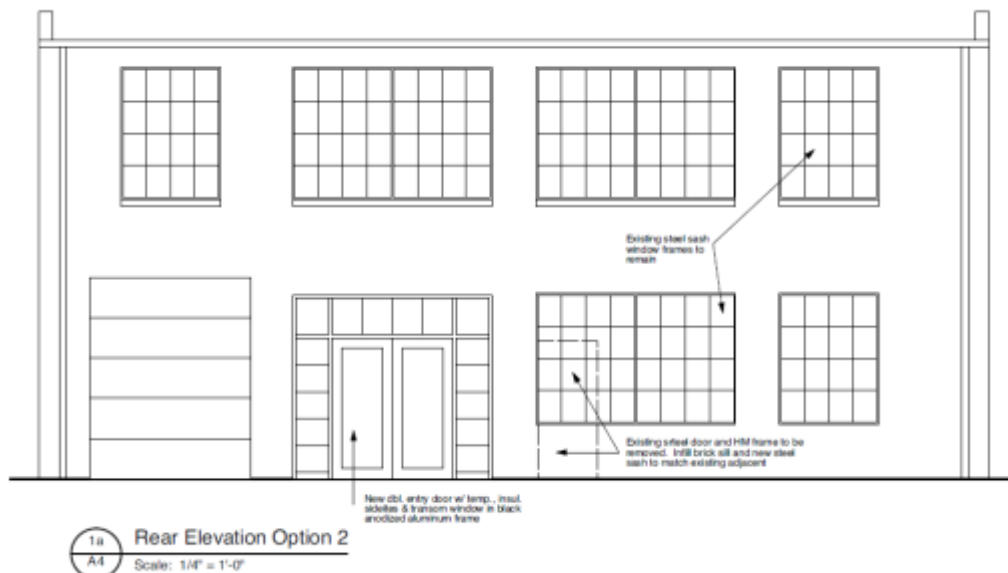 Existing steel sash
window frames to
remain
Existing srteel door and HM frame to be
removed. Infill brick sill and new steel
sash to match existing adjacent
New dbl. entry door w/ temp., insul.
sidelites & transom window in black
anodized aluminum frame
1a
A4
Rear Elevation Option 2
Scale: 1/4" = 1'-0"